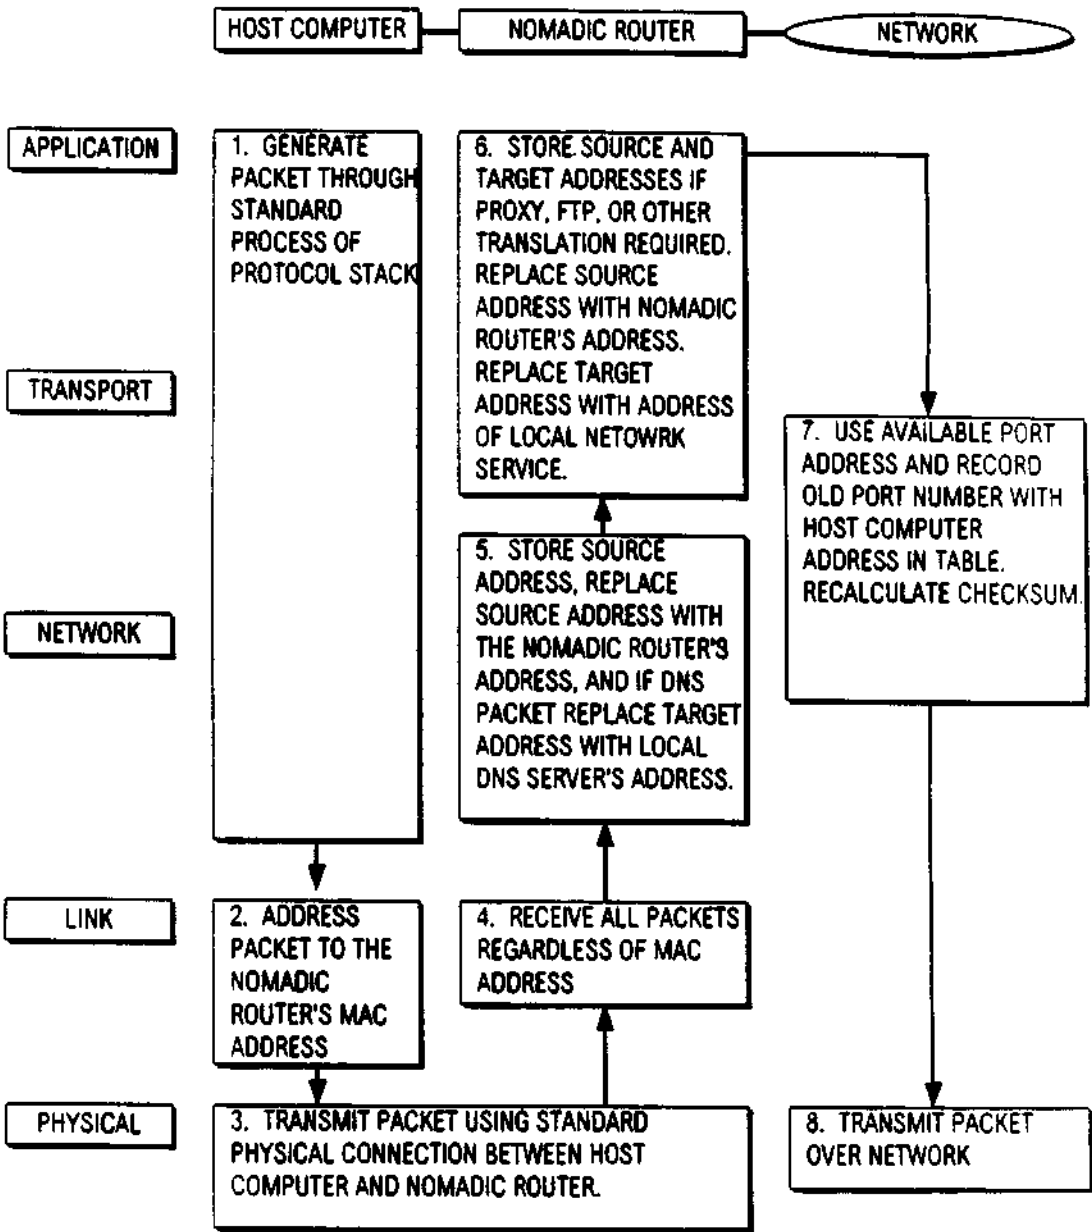 HOST COMPUTER
NOMADIC ROUTER
NETWORK
APPLICATION
TRANSPORT
NETWORK
LINK
PHYSICAL
1. GENERATE
PACKET THROUGH
STANDARD
PROCESS OF
PROTOCOL STACK
2. ADDRESS
PACKET TO THE
NOMADIC
ROUTER'S MAC
ADDRESS
3. TRANSMIT PACKET USING STANDARD
PHYSICAL CONNECTION BETWEEN HOST
COMPUTER AND NOMADIC ROUTER.
4. RECEIVE ALL PACKETS
REGARDLESS OF MAC
ADDRESS
5. STORE SOURCE
ADDRESS, REPLACE
SOURCE ADDRESS WITH
THE NOMADIC ROUTER'S
ADDRESS, AND IF DNS
PACKET REPLACE TARGET
ADDRESS WITH LOCAL
DNS SERVER'S ADDRESS.
6. STORE SOURCE AND
TARGET ADDRESSES IF
PROXY, FTP, OR OTHER
TRANSLATION REQUIRED.
REPLACE SOURCE
ADDRESS WITH NOMADIC
ROUTER'S ADDRESS.
REPLACE TARGET
ADDRESS WITH ADDRESS
OF LOCAL NETOWRK
SERVICE.
7. USE AVAILABLE PORT
ADDRESS AND RECORD
OLD PORT NUMBER WITH
HOST COMPUTER
ADDRESS IN TABLE.
RECALCULATE CHECKSUM.
8. TRANSMIT PACKET
OVER NETWORK